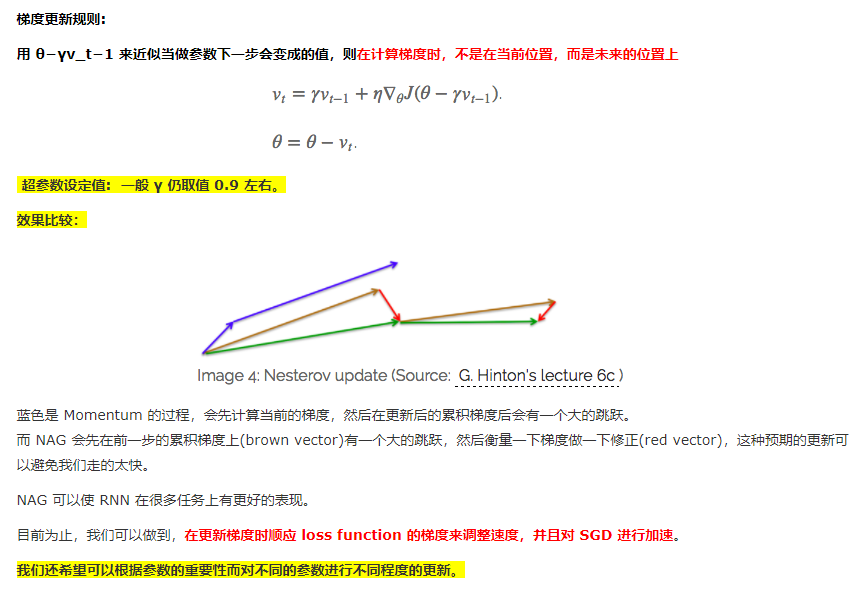 梯度更新规则:
用 θ−γv_t−1 来近似当做参数下一步会变成的值，则在计算梯度时，不是在当前位置，而是未来的位置上
v_t = γv_{t−1} + η∇_θJ(θ − γv_{t−1}).
θ = θ − v_t.
超参数设定值: 一般 γ 仍取值 0.9 左右。
效果比较：
Image 4: Nesterov update (Source: G. Hinton's lecture 6c )
蓝色是 Momentum 的过程，会先计算当前的梯度，然后在更新后的累积梯度后会有一个大的跳跃。
而 NAG 会先在前一步的累积梯度上(brown vector)有一个大的跳跃，然后衡量一下梯度做一下修正(red vector)，这种预期的更新可
以避免我们走的太快。
NAG 可以使 RNN 在很多任务上有更好的表现。
目前为止，我们可以做到，在更新梯度时顺应 loss function 的梯度来调整速度，并且对 SGD 进行加速。
我们还希望可以根据参数的重要性而对不同的参数进行不同程度的更新。